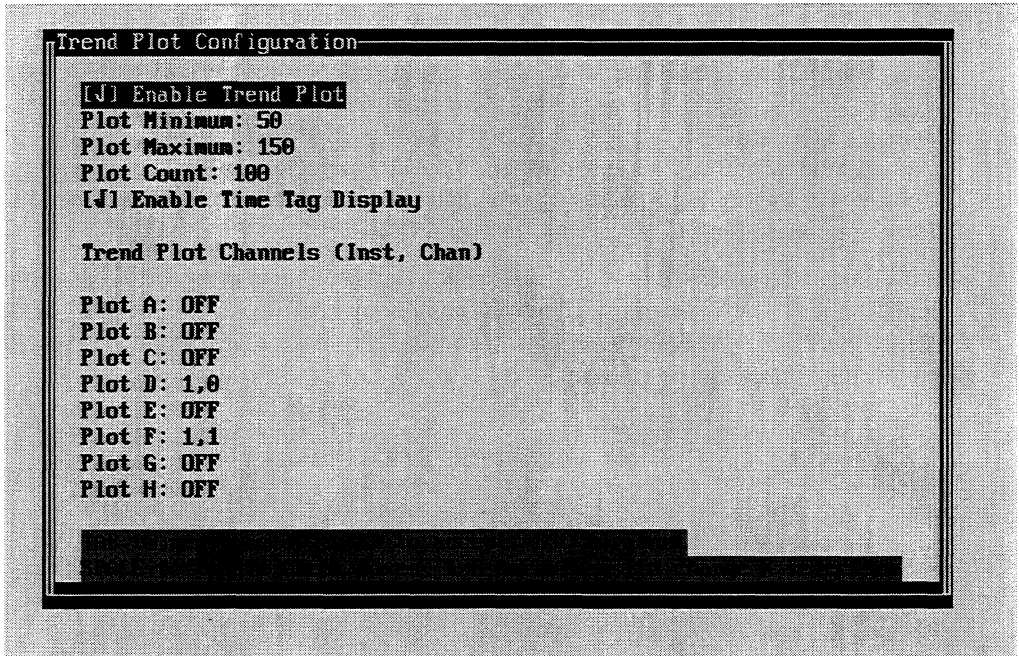 Trend Plot Configuration
[√] Enable Trend Plot
Plot Minimum: 50
Plot Maximum: 150
Plot Count: 100
[√] Enable Time Tag Display
Trend Plot Channels (Inst, Chan)
Plot A: OFF
Plot B: OFF
Plot C: OFF
Plot D: 1,0
Plot E: OFF
Plot F: 1,1
Plot G: OFF
Plot H: OFF